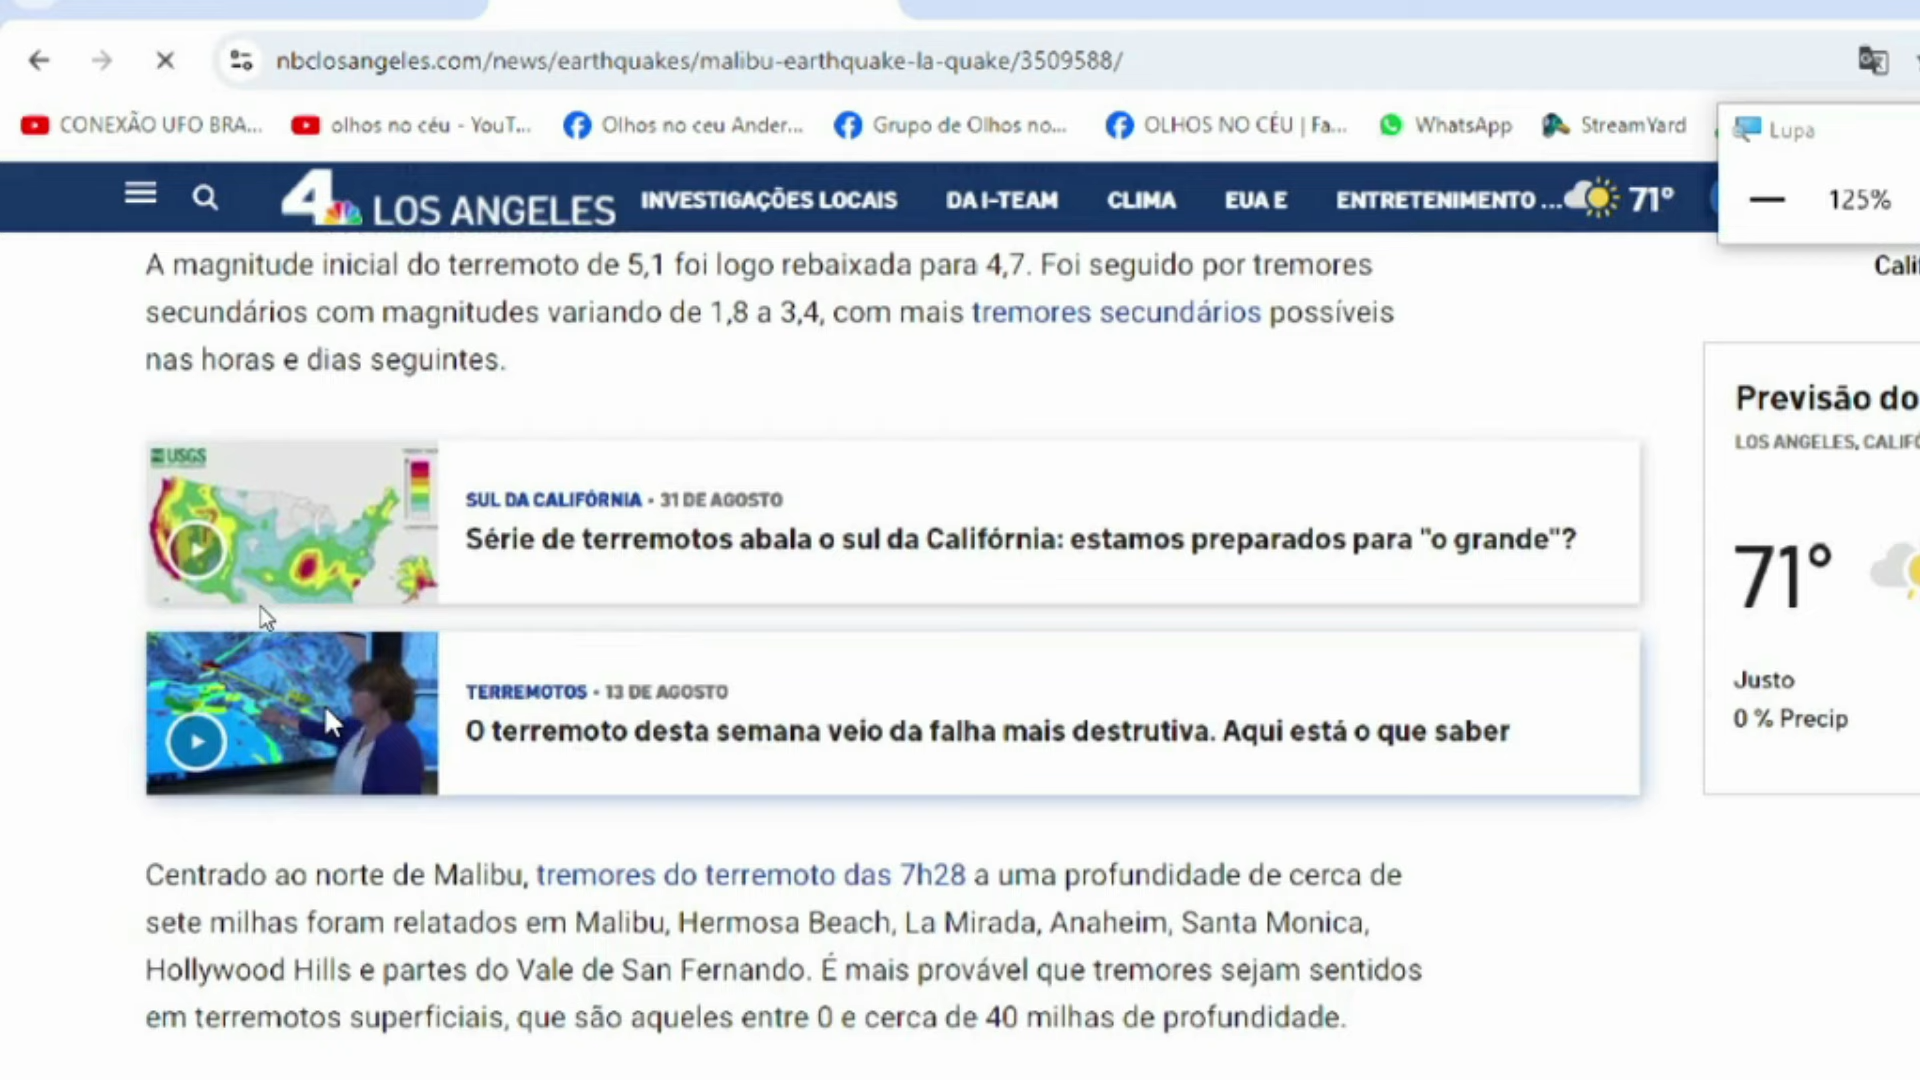 nbclosangeles.com/news/earthquakes/malibu-earthquake-la-quake/3509588/
CONEXÃO UFO BRA... olhos no céu - YouT... Olhos no ceu Ander... Grupo de Olhos no... OLHOS NO CÉU | Fa... WhatsApp StreamYard
Lupa
125%
4 LOS ANGELES INVESTIGAÇÕES LOCAIS DA I-TEAM CLIMA EUA E ENTRETENIMENTO ... 71°
A magnitude inicial do terremoto de 5,1 foi logo rebaixada para 4,7. Foi seguido por tremores
secundários com magnitudes variando de 1,8 a 3,4, com mais tremores secundários possíveis
nas horas e dias seguintes.
USGS
SUL DA CALIFÓRNIA • 31 DE AGOSTO
Série de terremotos abala o sul da Califórnia: estamos preparados para "o grande"?
TERREMOTOS • 13 DE AGOSTO
O terremoto desta semana veio da falha mais destrutiva. Aqui está o que saber
Centrado ao norte de Malibu, tremores do terremoto das 7h28 a uma profundidade de cerca de
sete milhas foram relatados em Malibu, Hermosa Beach, La Mirada, Anaheim, Santa Monica,
Hollywood Hills e partes do Vale de San Fernando. É mais provável que tremores sejam sentidos
em terremotos superficiais, que são aqueles entre 0 e cerca de 40 milhas de profundidade.
Cali
Previsão do
LOS ANGELES, CALIFÓ
71°
Justo
0 % Precip